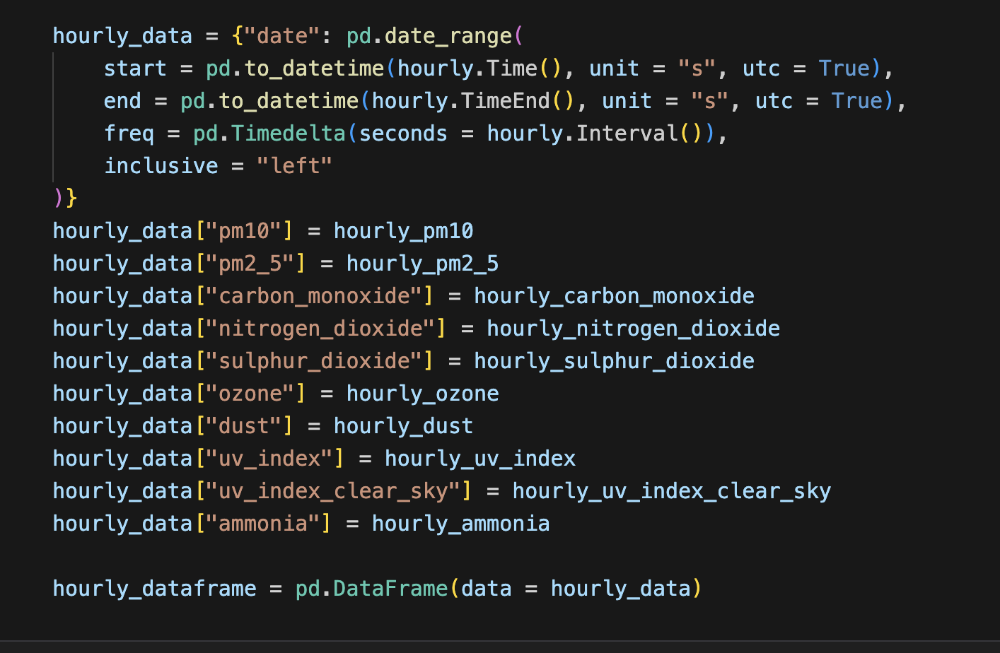 hourly_data = {"date": pd.date_range(
    start = pd.to_datetime(hourly.Time(), unit = "s", utc = True),
    end = pd.to_datetime(hourly.TimeEnd(), unit = "s", utc = True),
    freq = pd.Timedelta(seconds = hourly.Interval()),
    inclusive = "left"
)}
hourly_data["pm10"] = hourly_pm10
hourly_data["pm2_5"] = hourly_pm2_5
hourly_data["carbon_monoxide"] = hourly_carbon_monoxide
hourly_data["nitrogen_dioxide"] = hourly_nitrogen_dioxide
hourly_data["sulphur_dioxide"] = hourly_sulphur_dioxide
hourly_data["ozone"] = hourly_ozone
hourly_data["dust"] = hourly_dust
hourly_data["uv_index"] = hourly_uv_index
hourly_data["uv_index_clear_sky"] = hourly_uv_index_clear_sky
hourly_data["ammonia"] = hourly_ammonia

hourly_dataframe = pd.DataFrame(data = hourly_data)